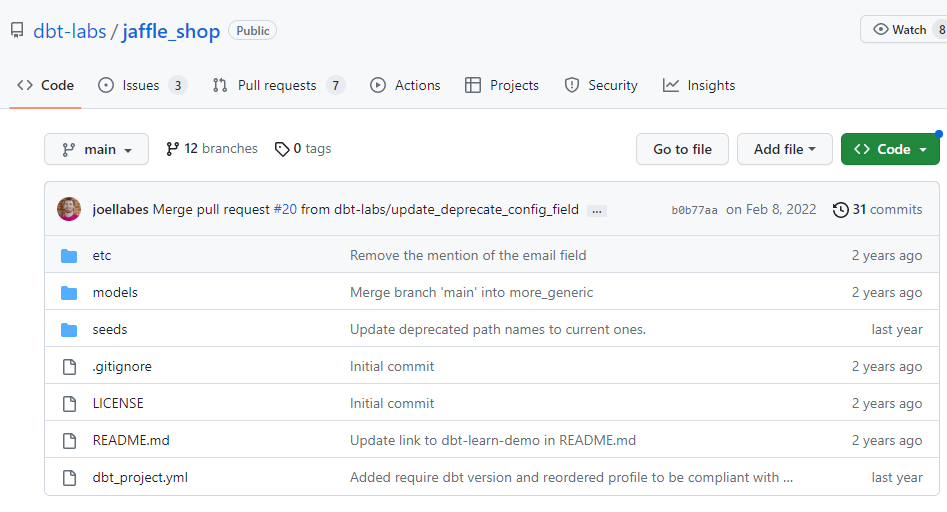 dbt-labs / jaffle_shop Public Watch 8
Code Issues 3 Pull requests 7 Actions Projects Security Insights
main 12 branches 0 tags Go to file Add file Code
joellabes Merge pull request #20 from dbt-labs/update_deprecate_config_field ... b0b77aa on Feb 8, 2022 31 commits
etc Remove the mention of the email field 2 years ago
models Merge branch 'main' into more_generic 2 years ago
seeds Update deprecated path names to current ones. last year
.gitignore Initial commit 2 years ago
LICENSE Initial commit 2 years ago
README.md Update link to dbt-learn-demo in README.md 2 years ago
dbt_project.yml Added require dbt version and reordered profile to be compliant with ... last year